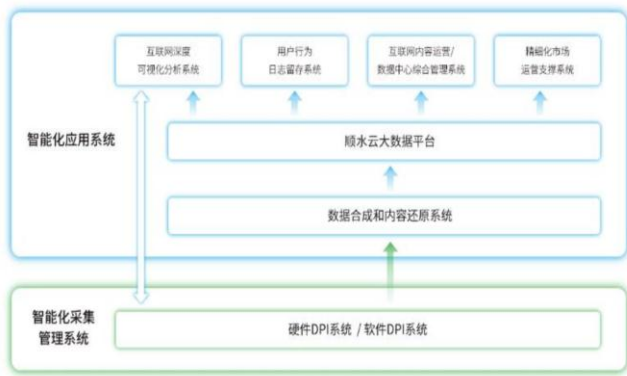 互联网深度
可视化分析系统
用户行为
日志留存系统
互联网内容运营/
数据中心综合管理系统
精细化市场
运营支撑系统
智能化应用系统
顺水云大数据平台
数据合成和内容还原系统
智能化采集
管理系统
硬件DPI系统 / 软件DPI系统